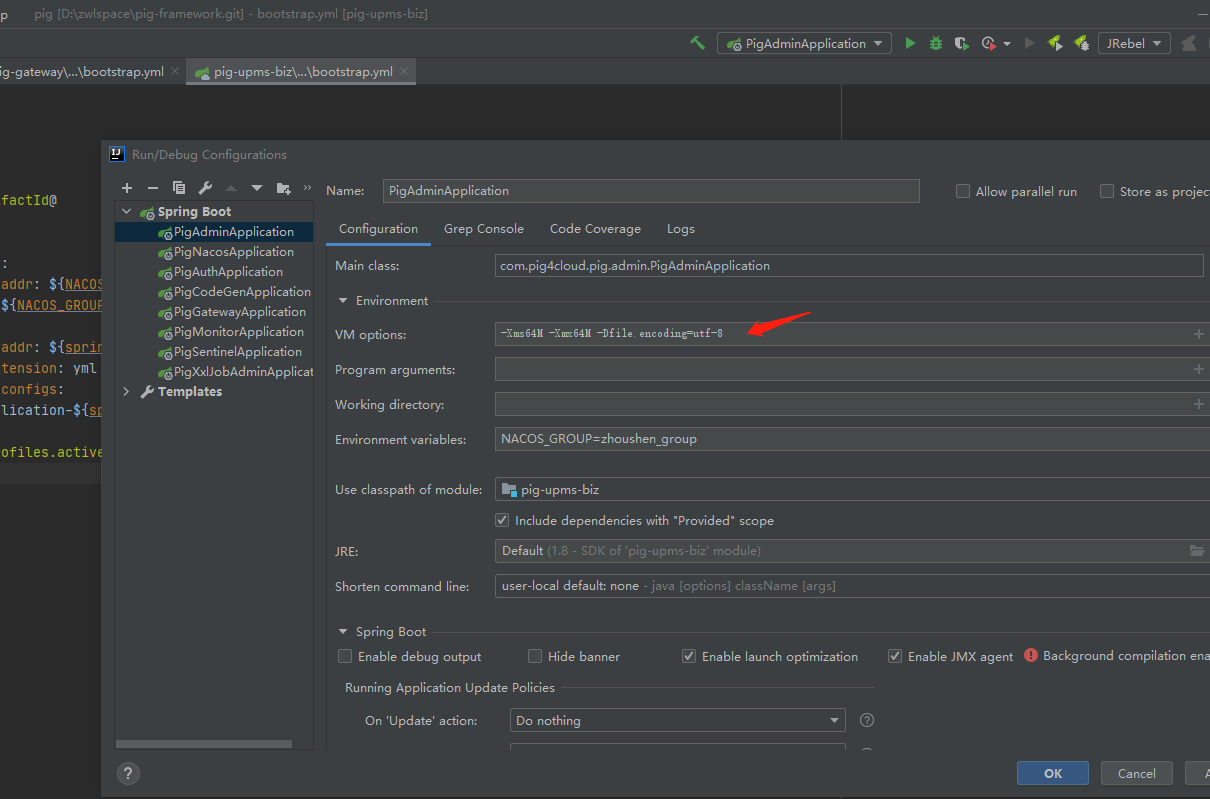 p pig [D:\zwlspace\pig-framework.git] - bootstrap.yml [pig-upms-biz]
PigAdminApplication JRebel
ig-gateway\...\bootstrap.yml pig-upms-biz\...\bootstrap.yml
Run/Debug Configurations
Name: PigAdminApplication Allow parallel run Store as project
factId@
Spring Boot
PigAdminApplication
PigNacosApplication
PigAuthApplication
PigCodeGenApplication
PigGatewayApplication
PigMonitorApplication
PigSentinelApplication
PigXxlJobAdminApplicat
Templates
:
addr: ${NACOS
${NACOS_GROUP
addr: ${sprin
tension: yml
configs:
lication-${sp
ofiles.active
Configuration Grep Console Code Coverage Logs
Main class: com.pig4cloud.pig.admin.PigAdminApplication
Environment
VM options: -Xms64M -Xmx64M -Dfile.encoding=utf-8
Program arguments:
Working directory:
Environment variables: NACOS_GROUP=zhoushen_group
Use classpath of module: pig-upms-biz
Include dependencies with "Provided" scope
JRE: Default (1.8 - SDK of 'pig-upms-biz' module)
Shorten command line: user-local default: none - java [options] className [args]
Spring Boot
Enable debug output Hide banner Enable launch optimization Enable JMX agent Background compilation ena
Running Application Update Policies
On 'Update' action: Do nothing ?
? OK Cancel A